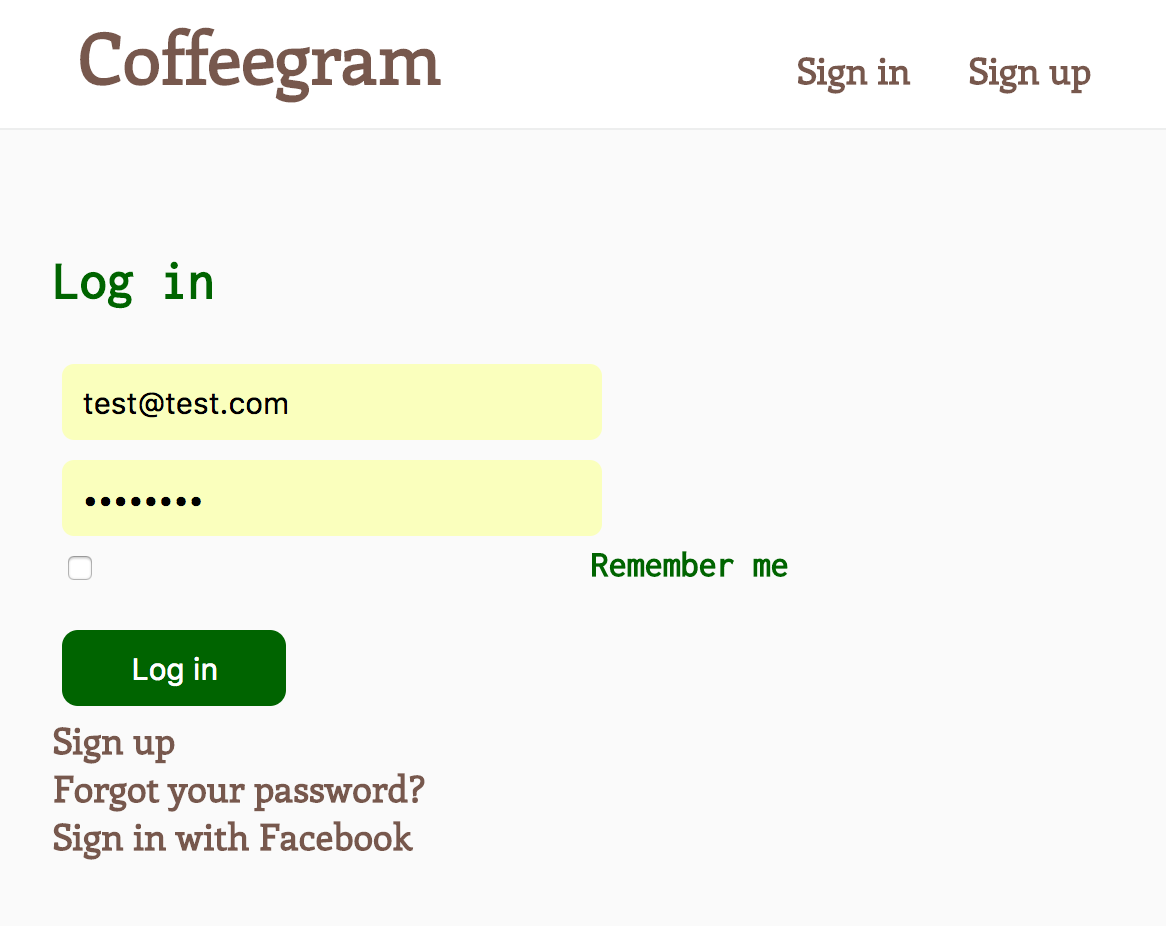 Coffeegram
Sign in Sign up
Log in
test@test.com
••••••••
Remember me
Log in
Sign up
Forgot your password?
Sign in with Facebook